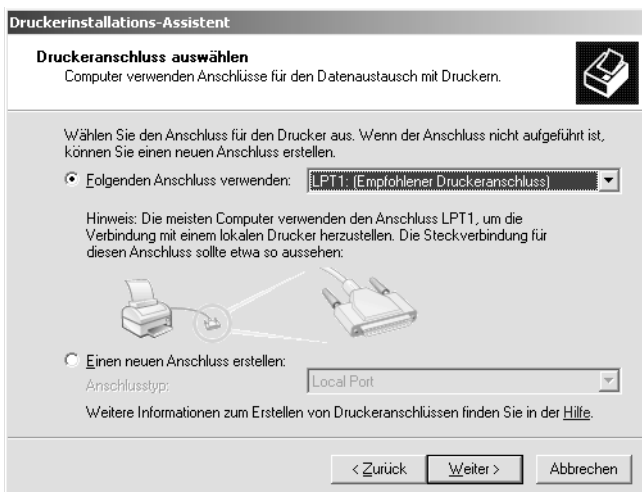 Druckerinstallations-Assistent
Druckeranschluss auswählen
Computer verwenden Anschlüsse für den Datenaustausch mit Druckern.
Wählen Sie den Anschluss für den Drucker aus. Wenn der Anschluss nicht aufgeführt ist,
können Sie einen neuen Anschluss erstellen.
Folgenden Anschluss verwenden: LPT1: (Empfohlener Druckeranschluss)
Hinweis: Die meisten Computer verwenden den Anschluss LPT1, um die
Verbindung mit einem lokalen Drucker herzustellen. Die Steckverbindung für
diesen Anschluss sollte etwa so aussehen:
Einen neuen Anschluss erstellen:
Anschlusstyp: Local Port
Weitere Informationen zum Erstellen von Druckeranschlüssen finden Sie in der Hilfe.
< Zurück Weiter > Abbrechen